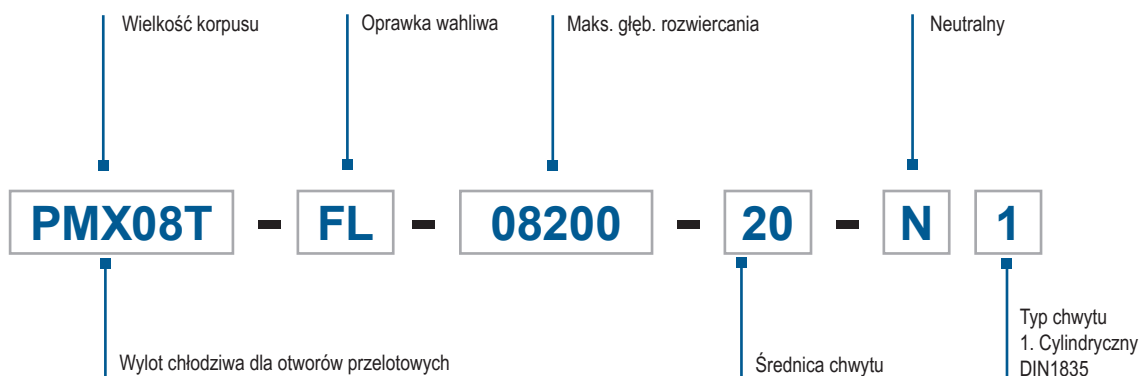 Wielkość korpusu
Oprawka wahliwa
Maks. głęb. rozwiercania
Neutralny
PMX08T - FL - 08200 - 20 - N 1
Wylot chłodziwa dla otworów przelotowych
Średnica chwytu
Typ chwytu
1. Cylindryczny
DIN1835